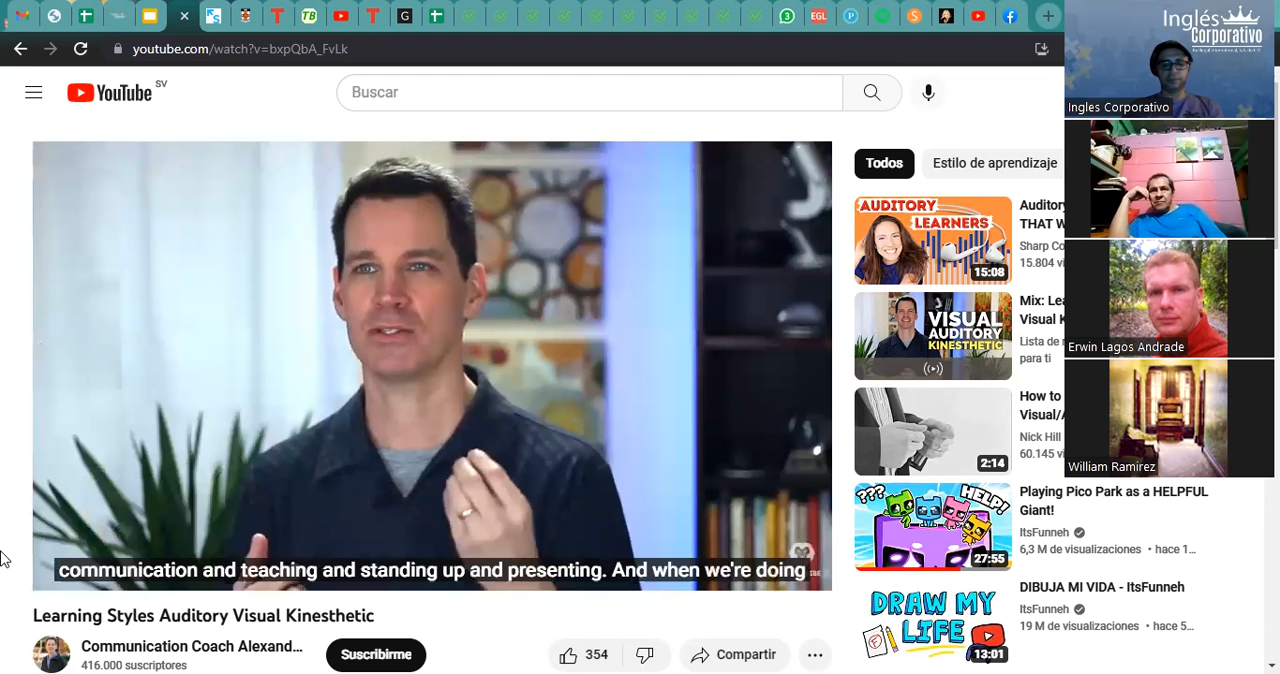 youtube.com/watch?v=bxpQbA_FvLk
YouTube SV
Buscar
communication and teaching and standing up and presenting. And when we're doing
Learning Styles Auditory Visual Kinesthetic
Communication Coach Alexand...
416.000 suscriptores
Suscribirme
354
Compartir
Todos
Estilo de aprendizaje
AUDITORY
LEARNERS
15:08
Auditory
THAT W
Sharp Co
15.804 vi
VISUAL
AUDITORY
KINESTHETIC
Mix: Lea
Visual K
Lista de r
para ti
2:14
How to
Visual/A
Nick Hill
60.145 vi
??? HELP!
27:55
Playing Pico Park as a HELPFUL
Giant!
ItsFunneh
6,3 M de visualizaciones • hace 1...
DRAW MY
LIFE
13:01
DIBUJA MI VIDA - ItsFunneh
ItsFunneh
19 M de visualizaciones • hace 5...
Inglés
Corporativo
Ingles Corporativo
Erwin Lagos Andrade
William Ramirez
TB
G
3
EGL
P
S